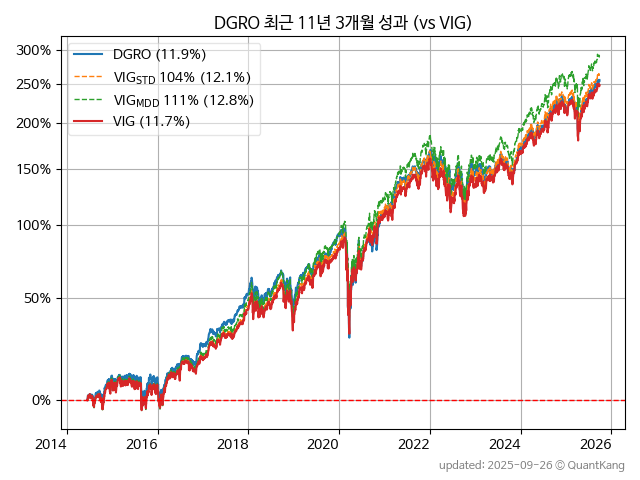 DGRO 최근 11년 3개월 성과 (vs VIG)
300%
250%
200%
150%
100%
50%
0%
DGRO (11.9%)
VIG_STD 104% (12.1%)
VIG_MDD 111% (12.8%)
VIG (11.7%)
2014 2016 2018 2020 2022 2024 2026
updated: 2025-09-26 © QuantKang